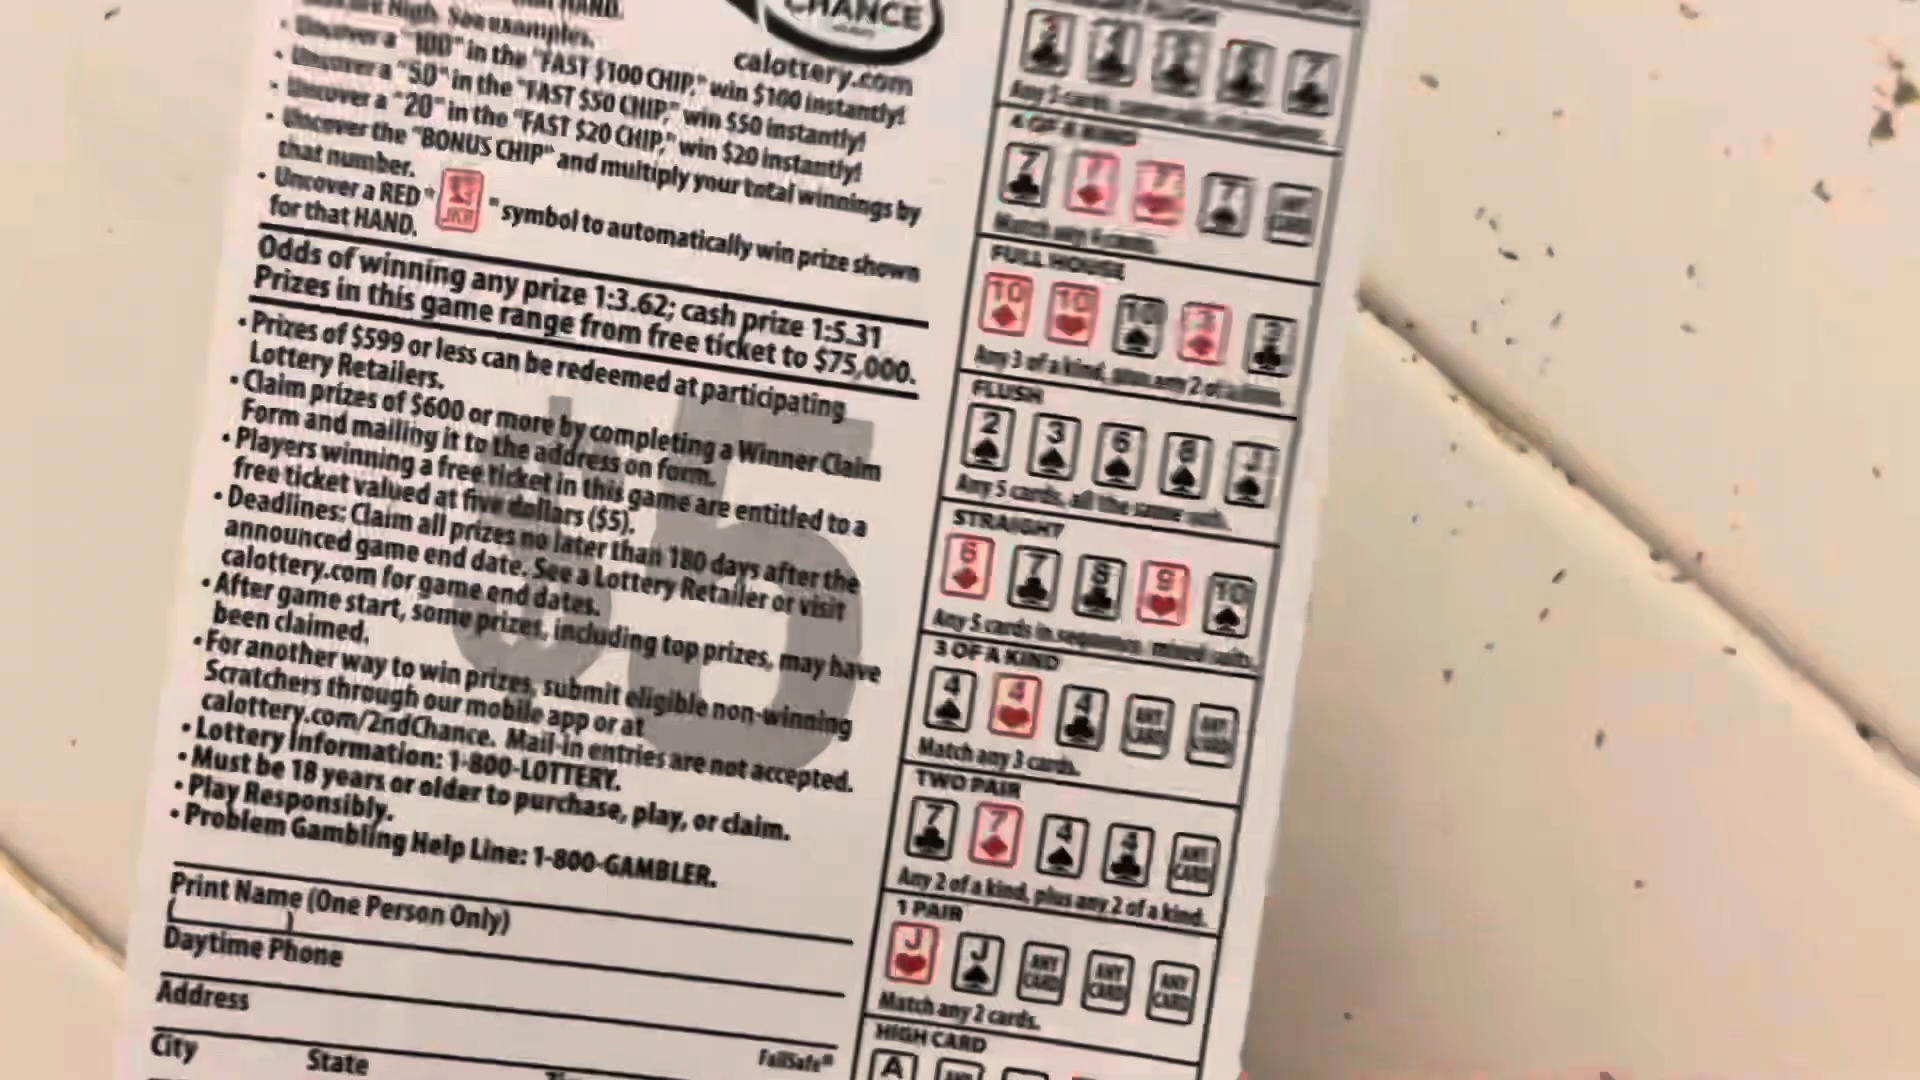 HAND.
are High. See examples.
• Uncover a "100" in the "FAST $100 CHIP," win $100 instantly!
• Uncover a "50" in the "FAST $50 CHIP," win $50 instantly!
• Uncover a "20" in the "FAST $20 CHIP," win $20 instantly!
• Uncover the "BONUS CHIP" and multiply your total winnings by
that number.
• Uncover a RED " JKR " symbol to automatically win prize shown
for that HAND.
Odds of winning any prize 1:3.62; cash prize 1:5.31
Prizes in this game range from free ticket to $75,000.
• Prizes of $599 or less can be redeemed at participating
Lottery Retailers.
• Claim prizes of $600 or more by completing a Winner Claim
Form and mailing it to the address on form.
• Players winning a free ticket in this game are entitled to a
free ticket valued at five dollars ($5).
• Deadlines: Claim all prizes no later than 180 days after the
announced game end date. See a Lottery Retailer or visit
calottery.com for game end dates.
• After game start, some prizes, including top prizes, may have
been claimed.
• For another way to win prizes, submit eligible non-winning
Scratchers through our mobile app or at
calottery.com/2ndChance. Mail-in entries are not accepted.
• Lottery Information: 1-800-LOTTERY.
• Must be 18 years or older to purchase, play, or claim.
• Play Responsibly.
• Problem Gambling Help Line: 1-800-GAMBLER.
$5
Print Name (One Person Only)
( )
Daytime Phone
Address
City State
FailSafe®
CHANCE
calottery.com
7
Any 5 cards,
4 OF A KIND
7 7 7 7 ANY CARD
Match any 4 cards.
FULL HOUSE
10 10 10 3 3
Any 3 of a kind, plus any 2 of a kind.
FLUSH
2 3 6 8 J
Any 5 cards, all the same suit.
STRAIGHT
6 7 8 9 10
Any 5 cards in sequence, mixed suits.
3 OF A KIND
4 4 4 ANY CARD ANY CARD
Match any 3 cards.
TWO PAIR
7 7 4 4 ANY CARD
Any 2 of a kind, plus any 2 of a kind.
1 PAIR
J J ANY CARD ANY CARD ANY CARD
Match any 2 cards.
HIGH CARD
A